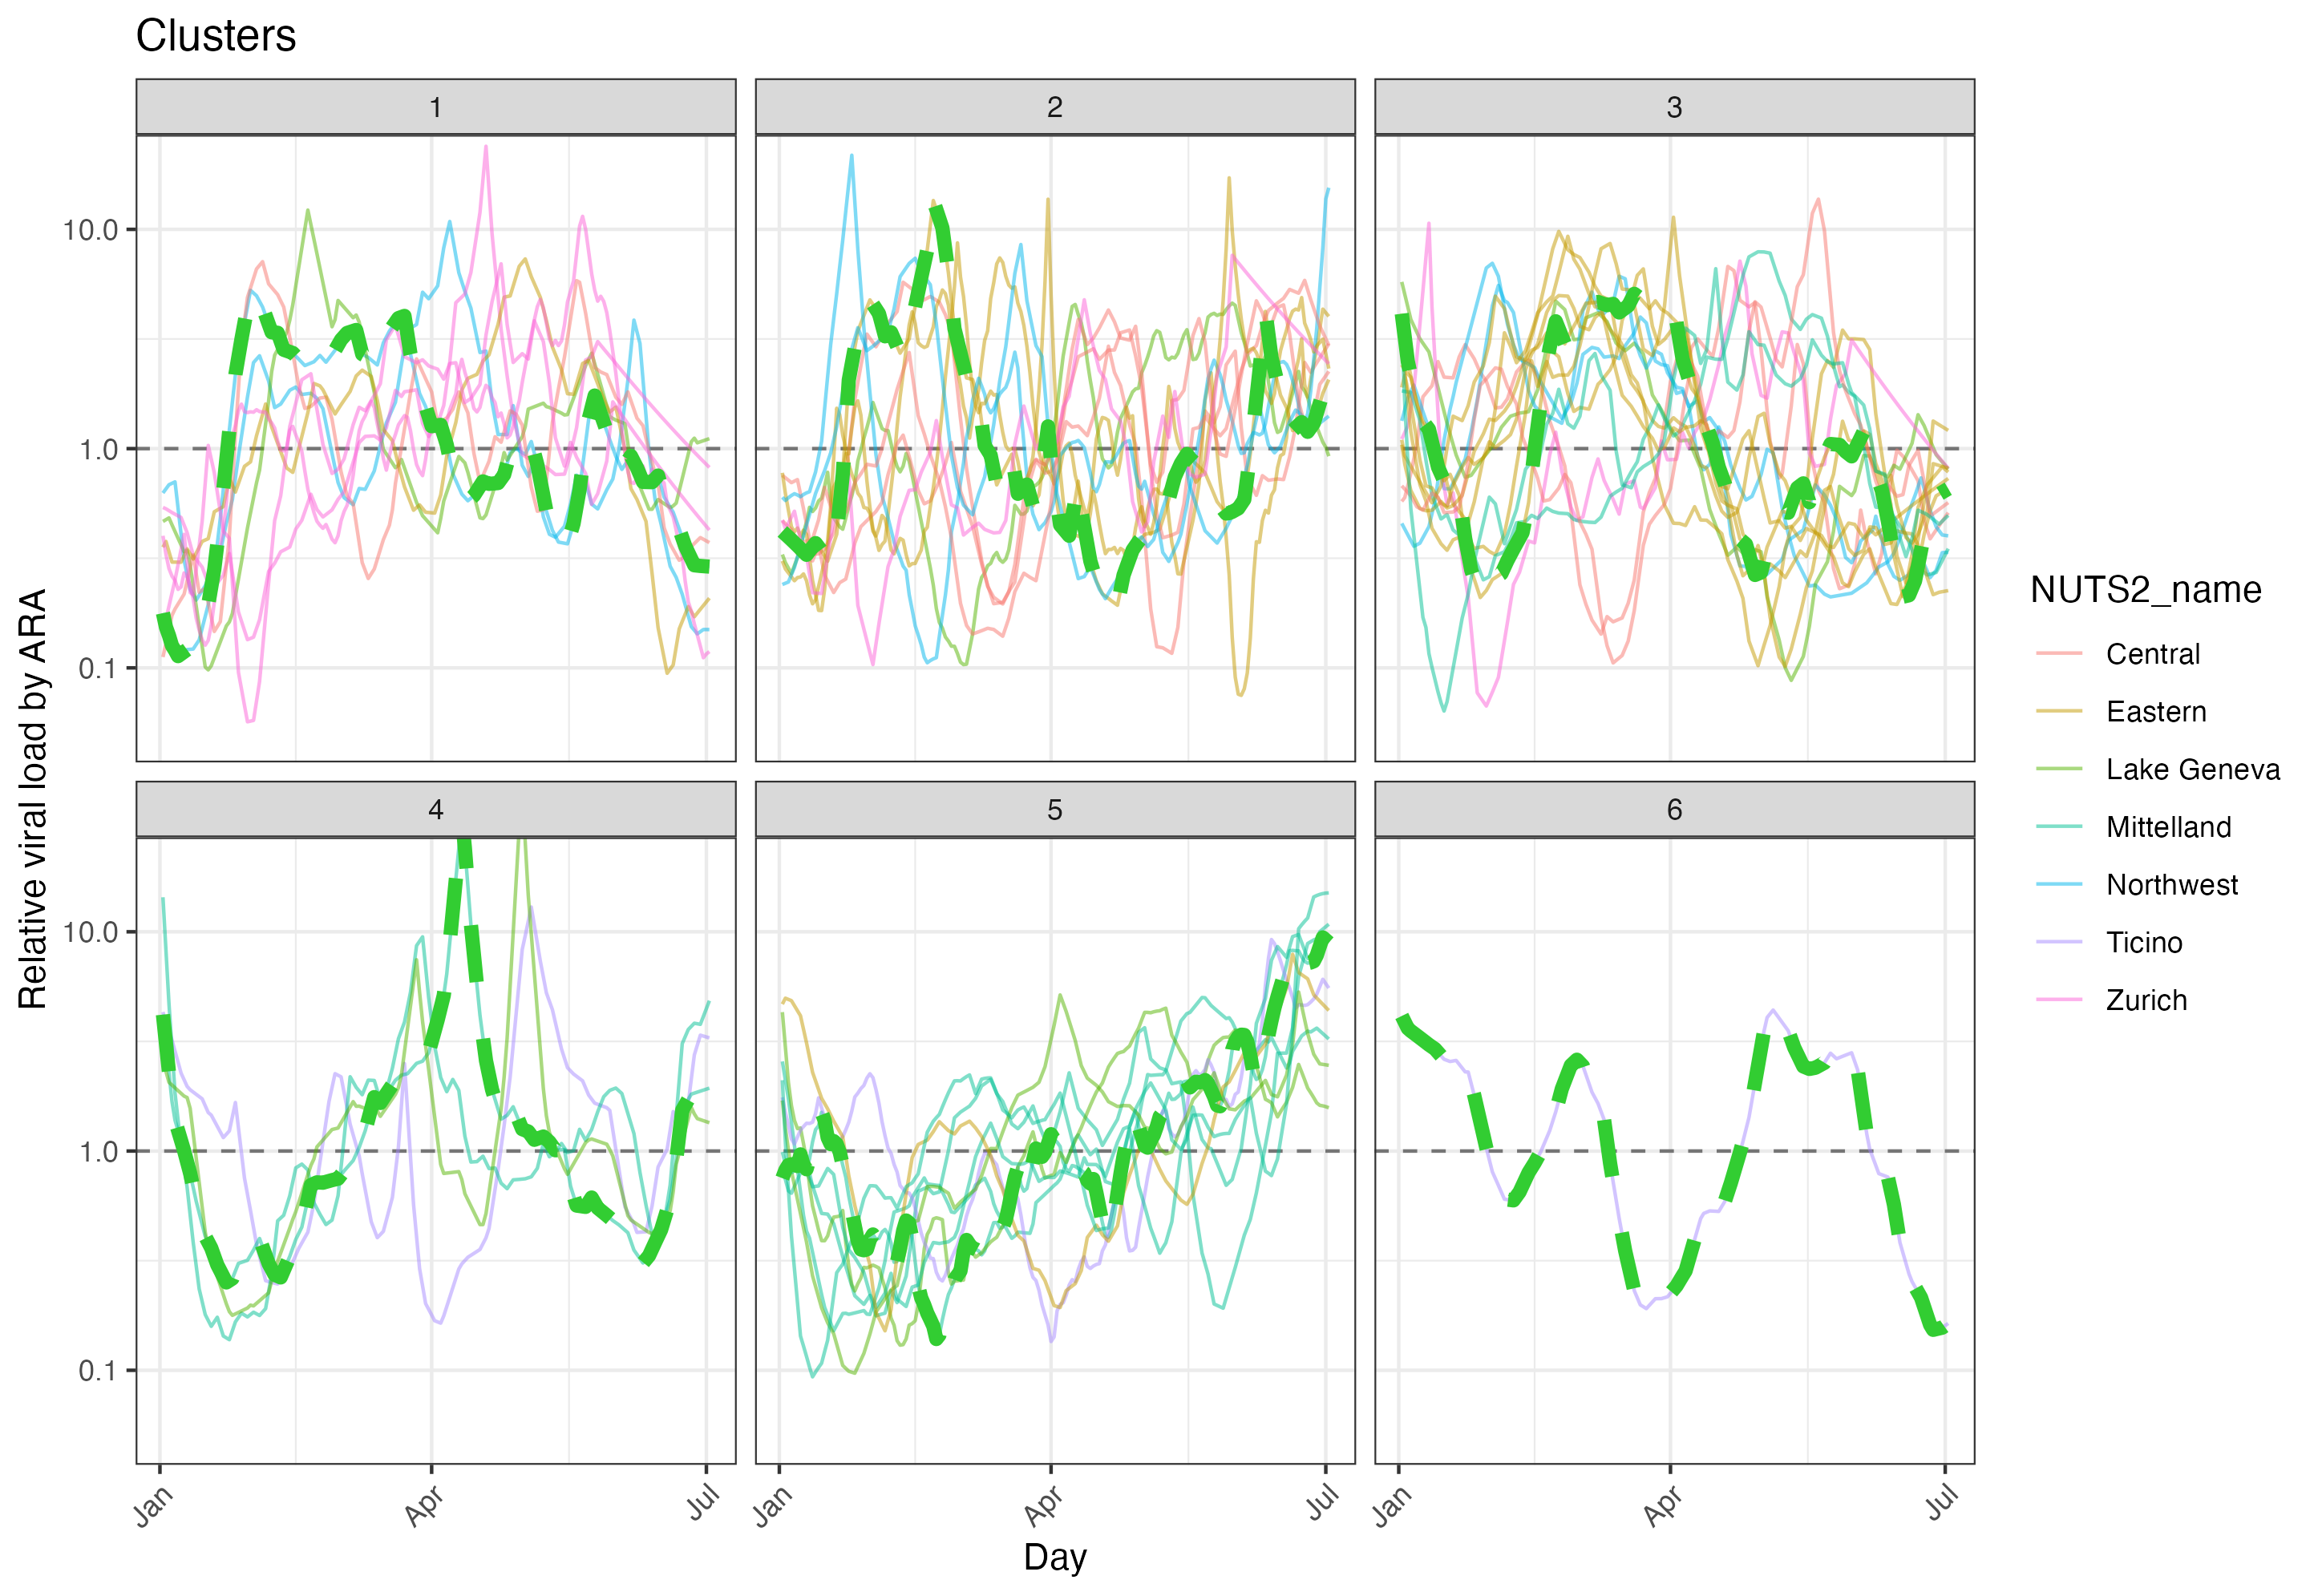 Clusters
1
2
3
10.0
1.0
0.1
4
5
6
10.0
1.0
0.1
Jan
Apr
Jul
Jan
Apr
Jul
Jan
Apr
Jul
Day
Relative viral load by ARA
NUTS2_name
Central
Eastern
Lake Geneva
Mittelland
Northwest
Ticino
Zurich